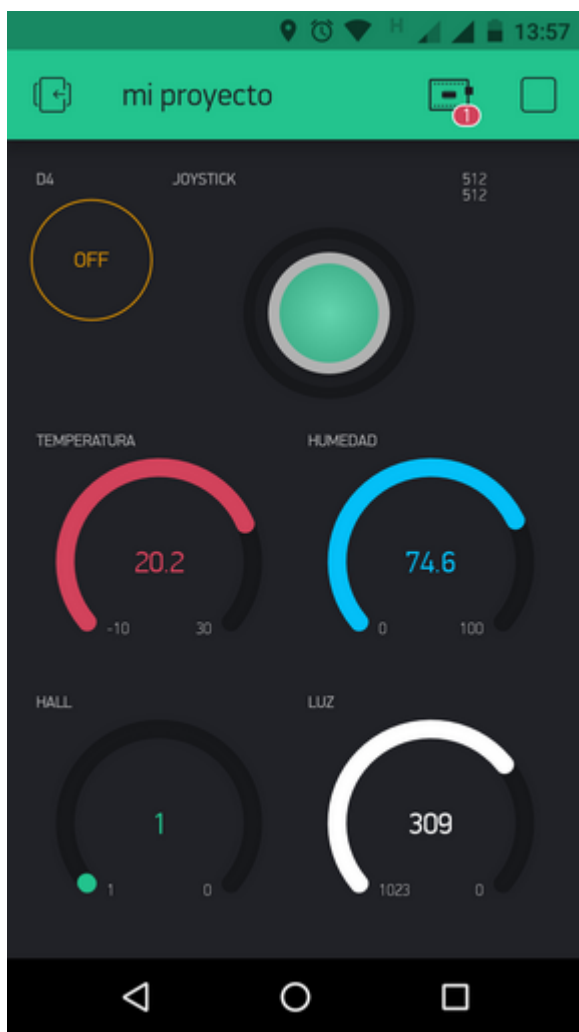 H 13:57
mi proyecto
1
D4 JOYSTICK 512
512
OFF
TEMPERATURA HUMEDAD
20.2 74.6
-10 30 0 100
HALL LUZ
1 309
1 0 1023 0